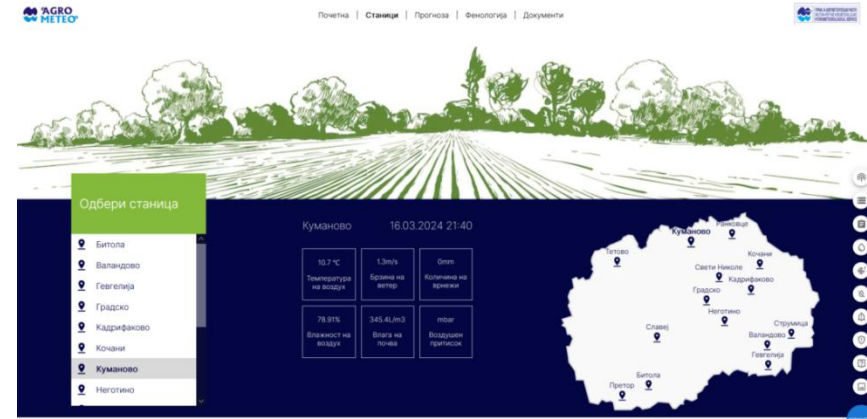 AGRO
METEO
Почетна | Станици | Прогноза | Фенологија | Документи
Одбери станица
Битола
Валандово
Гевгелија
Градско
Кадрифаково
Кочани
Куманово
Неготино
Куманово 16.03.2024 21:40
10.7 °C
Температура
на воздух
1.3m/s
Брзина на
ветер
0mm
Количина на
врнежи
78.91%
Влажност на
воздух
345.4L/m3
Влага на
почва
mbar
Воздушен
притисок
Ранковце
Куманово
Тетово
Кочани
Свети Николе
Кадрифаково
Градско
Неготино
Струмица
Славеј
Валандово
Гевгелија
Битола
Претор